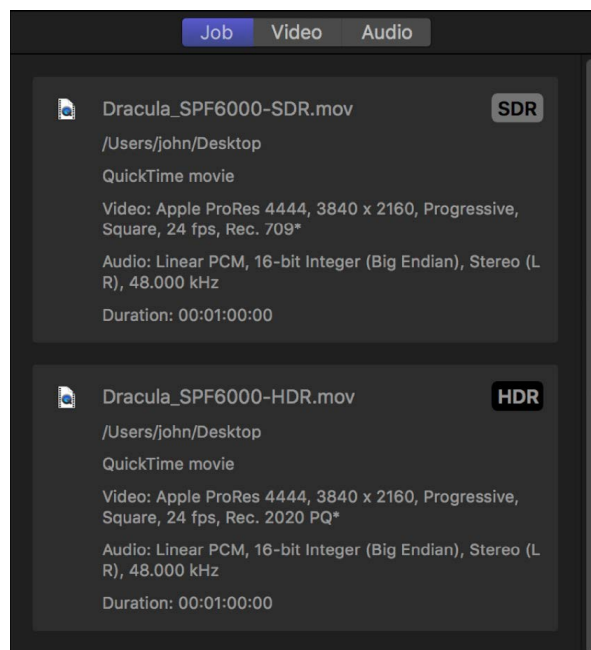 Job Video Audio
Dracula_SPF6000-SDR.mov SDR
/Users/john/Desktop
QuickTime movie
Video: Apple ProRes 4444, 3840 x 2160, Progressive,
Square, 24 fps, Rec. 709*
Audio: Linear PCM, 16-bit Integer (Big Endian), Stereo (L
R), 48.000 kHz
Duration: 00:01:00:00
Dracula_SPF6000-HDR.mov HDR
/Users/john/Desktop
QuickTime movie
Video: Apple ProRes 4444, 3840 x 2160, Progressive,
Square, 24 fps, Rec. 2020 PQ*
Audio: Linear PCM, 16-bit Integer (Big Endian), Stereo (L
R), 48.000 kHz
Duration: 00:01:00:00